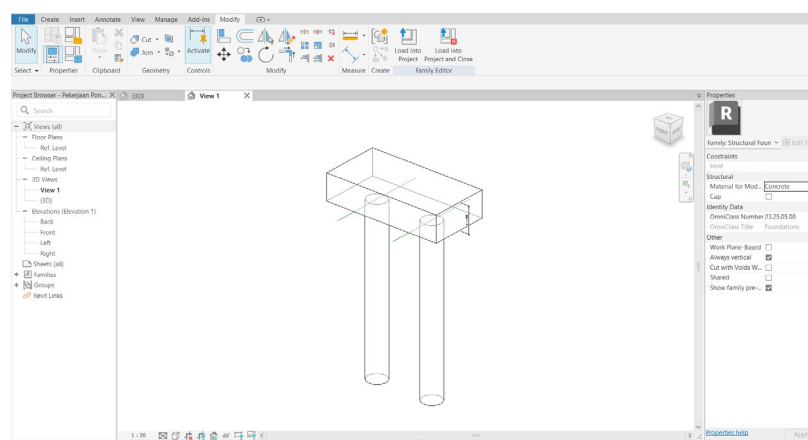 File Create Insert Annotate View Manage Add-Ins Modify
Modify
Cut
Join
Activate
Load into Project
Load into Project and Close
Select Properties Clipboard Geometry Controls Modify Measure Create Family Editor
Project Browser - Pekerjaan Pon...
Search
Views (all)
Floor Plans
Ref. Level
Ceiling Plans
Ref. Level
3D Views
View 1
{3D}
Elevations (Elevation 1)
Back
Front
Left
Right
Sheets (all)
Families
Groups
Revit Links
{3D}
View 1
FRONT
1 : 20
Properties
R
Family: Structural Foun
Edit T
Constraints
Host
Structural
Material for Mod... Concrete
Cap
Identity Data
OmniClass Number 23.25.05.00
OmniClass Title Foundations
Other
Work Plane-Based
Always vertical
Cut with Voids W...
Shared
Show family pre-...
Properties help
Appl